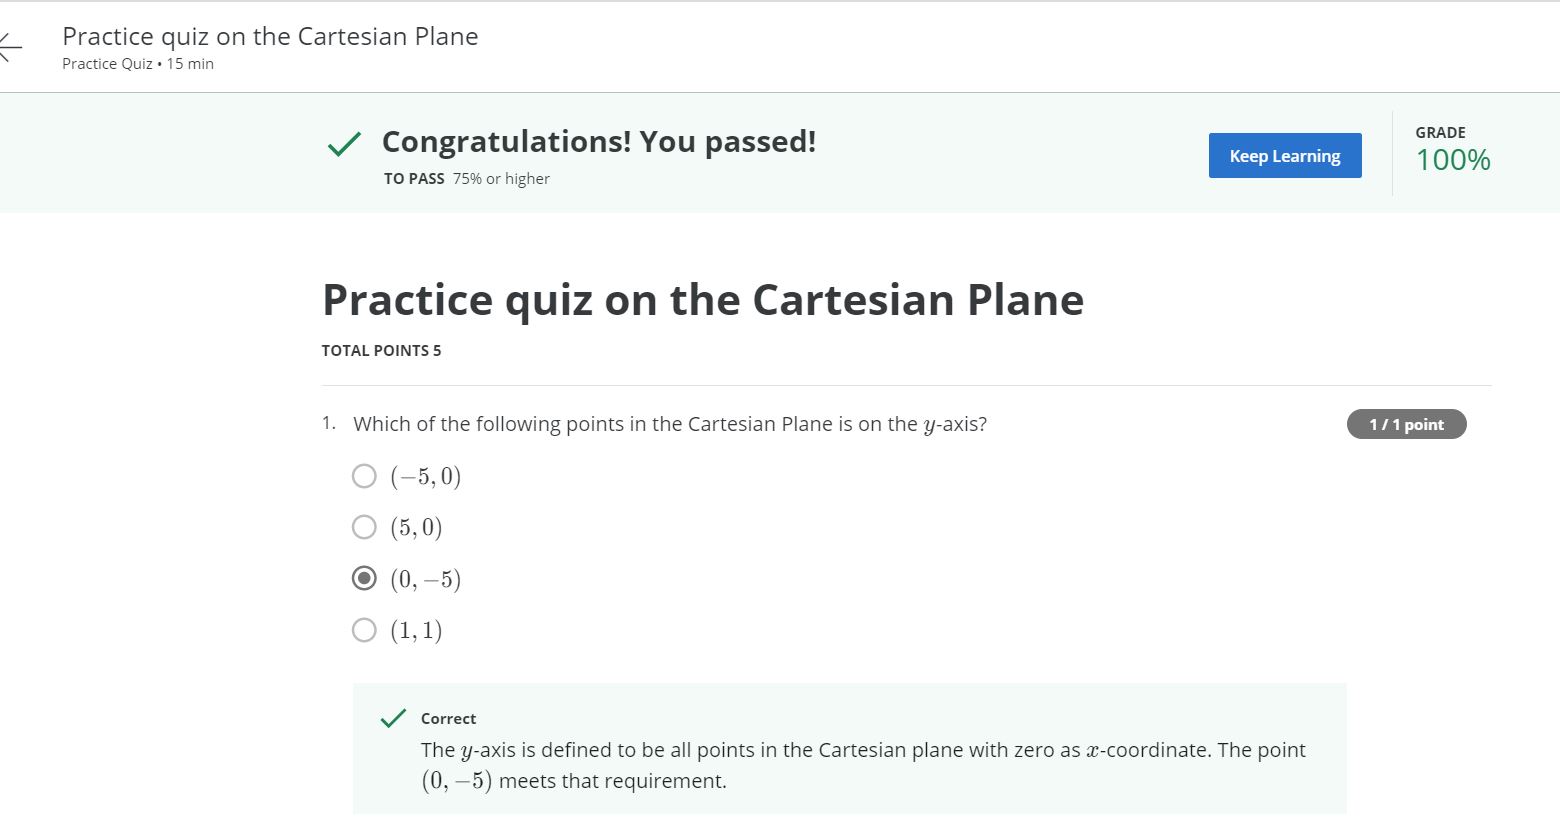 Practice quiz on the Cartesian Plane
Practice Quiz • 15 min
Congratulations! You passed!
TO PASS 75% or higher
Keep Learning
GRADE
100%
Practice quiz on the Cartesian Plane
TOTAL POINTS 5
1. Which of the following points in the Cartesian Plane is on the y-axis?
1 / 1 point
(−5, 0)
(5, 0)
(0, −5)
(1, 1)
Correct
The y-axis is defined to be all points in the Cartesian plane with zero as x-coordinate. The point
(0, −5) meets that requirement.